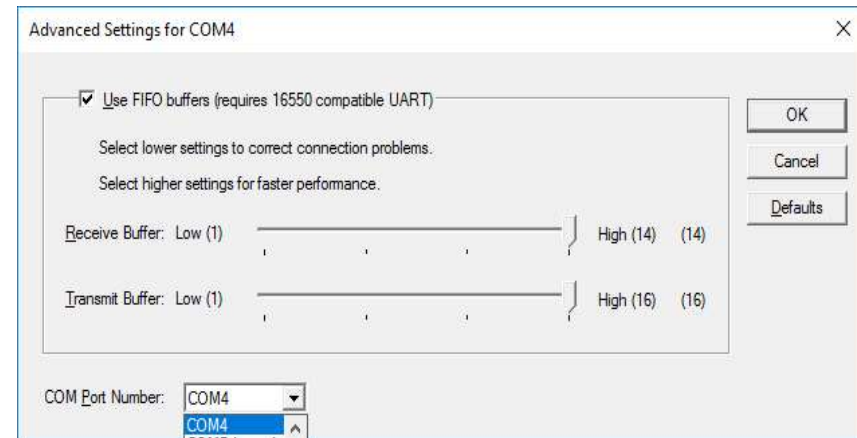 Advanced Settings for COM4
Use FIFO buffers (requires 16550 compatible UART)
OK
Select lower settings to correct connection problems.
Cancel
Select higher settings for faster performance.
Defaults
Receive Buffer: Low (1) High (14) (14)
Transmit Buffer: Low (1) High (16) (16)
COM Port Number: COM4
COM4